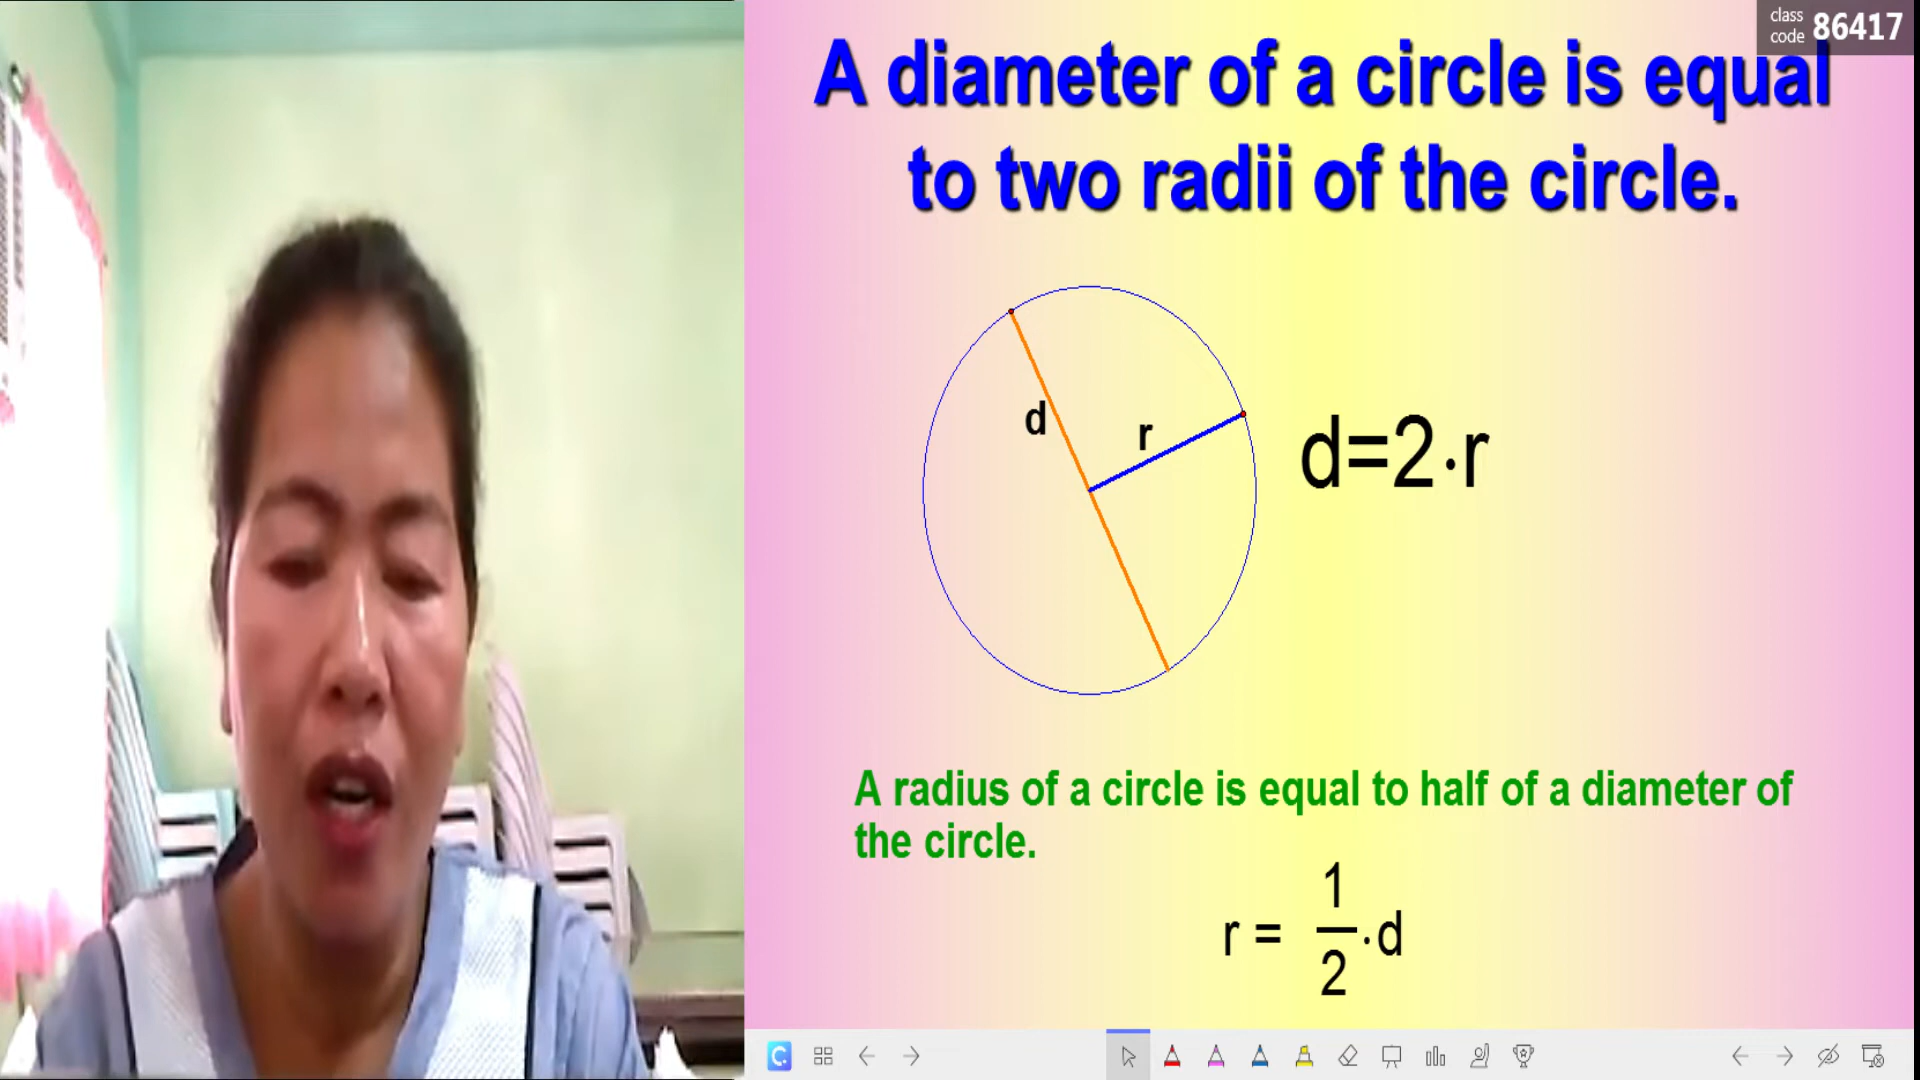 class code 86417
A diameter of a circle is equal
to two radii of the circle.
d
r
d=2·r
A radius of a circle is equal to half of a diameter of
the circle.
r = 1/2 ·d